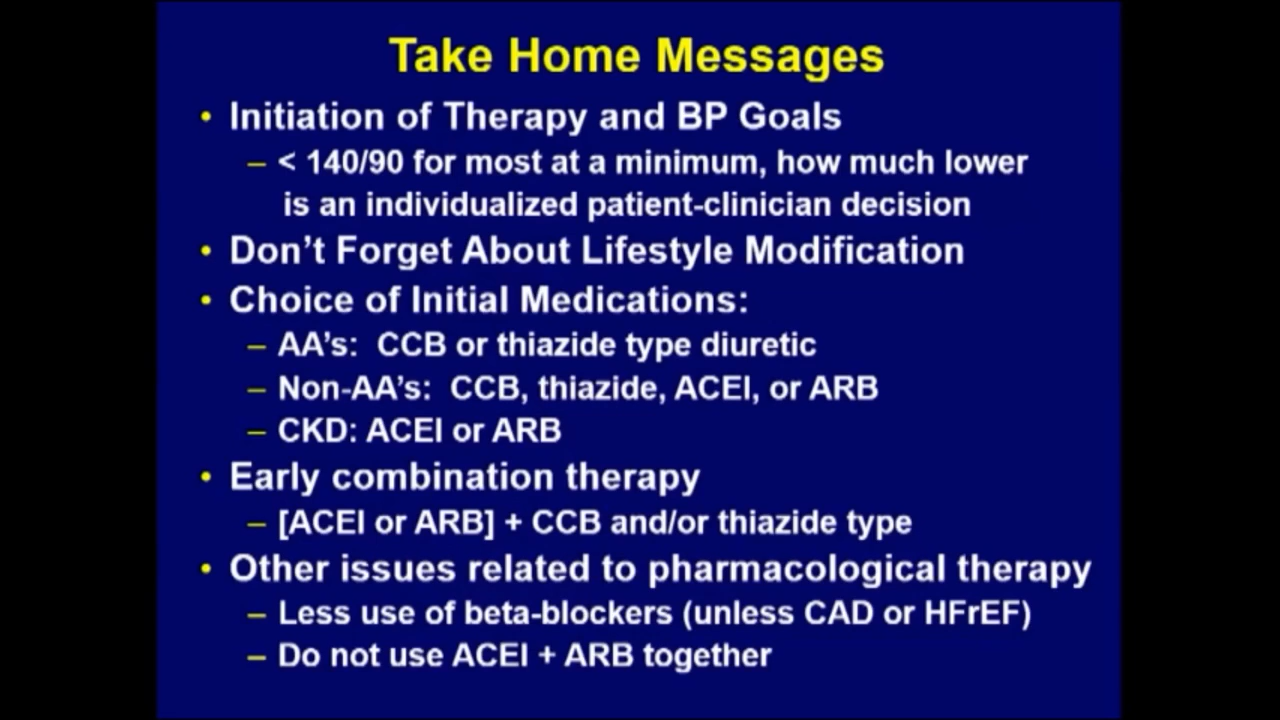 Take Home Messages
• Initiation of Therapy and BP Goals
– < 140/90 for most at a minimum, how much lower
is an individualized patient-clinician decision
• Don't Forget About Lifestyle Modification
• Choice of Initial Medications:
– AA's: CCB or thiazide type diuretic
– Non-AA's: CCB, thiazide, ACEI, or ARB
– CKD: ACEI or ARB
• Early combination therapy
– [ACEI or ARB] + CCB and/or thiazide type
• Other issues related to pharmacological therapy
– Less use of beta-blockers (unless CAD or HFrEF)
– Do not use ACEI + ARB together